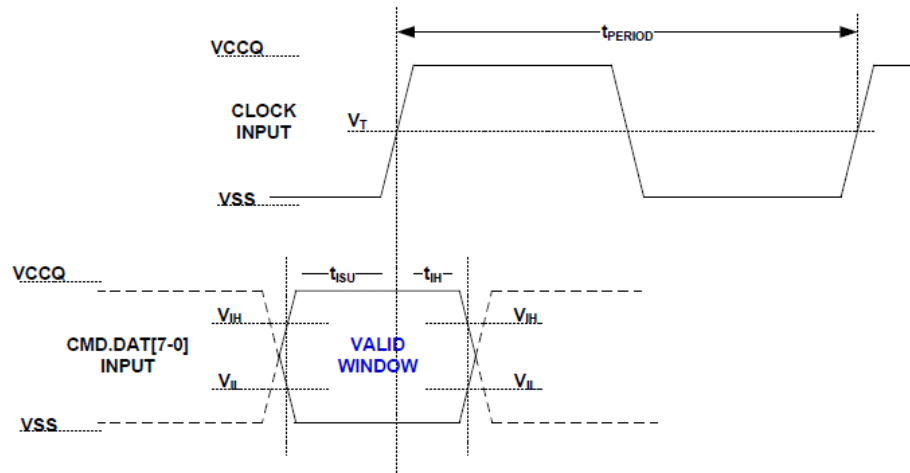 tPERIOD
VCCQ
CLOCK
INPUT
VT
VSS
VCCQ
tISU
tIH
VIH
VIH
CMD.DAT[7-0]
INPUT
VALID
WINDOW
VIL
VIL
VSS